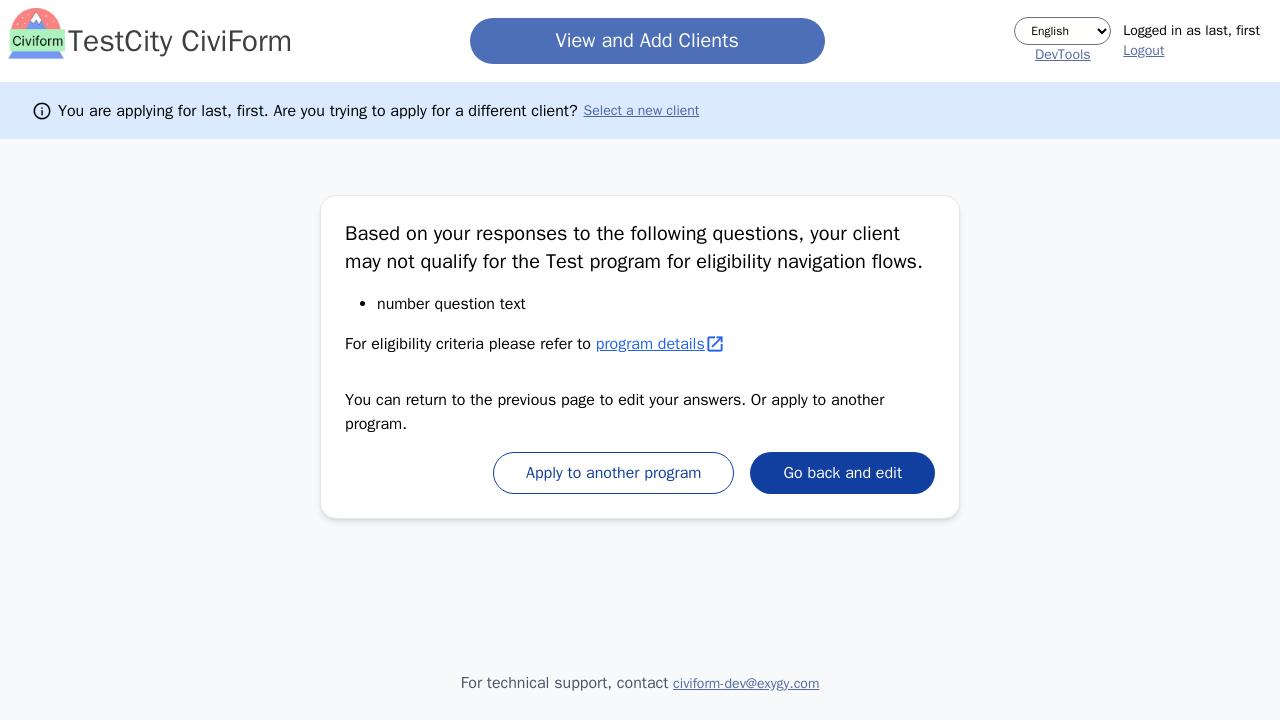 Civiform
TestCity CiviForm
View and Add Clients
English
DevTools
Logged in as last, first
Logout
You are applying for last, first. Are you trying to apply for a different client? Select a new client
Based on your responses to the following questions, your client
may not qualify for the Test program for eligibility navigation flows.
• number question text
For eligibility criteria please refer to program details
You can return to the previous page to edit your answers. Or apply to another
program.
Apply to another program
Go back and edit
For technical support, contact civiform-dev@exygy.com